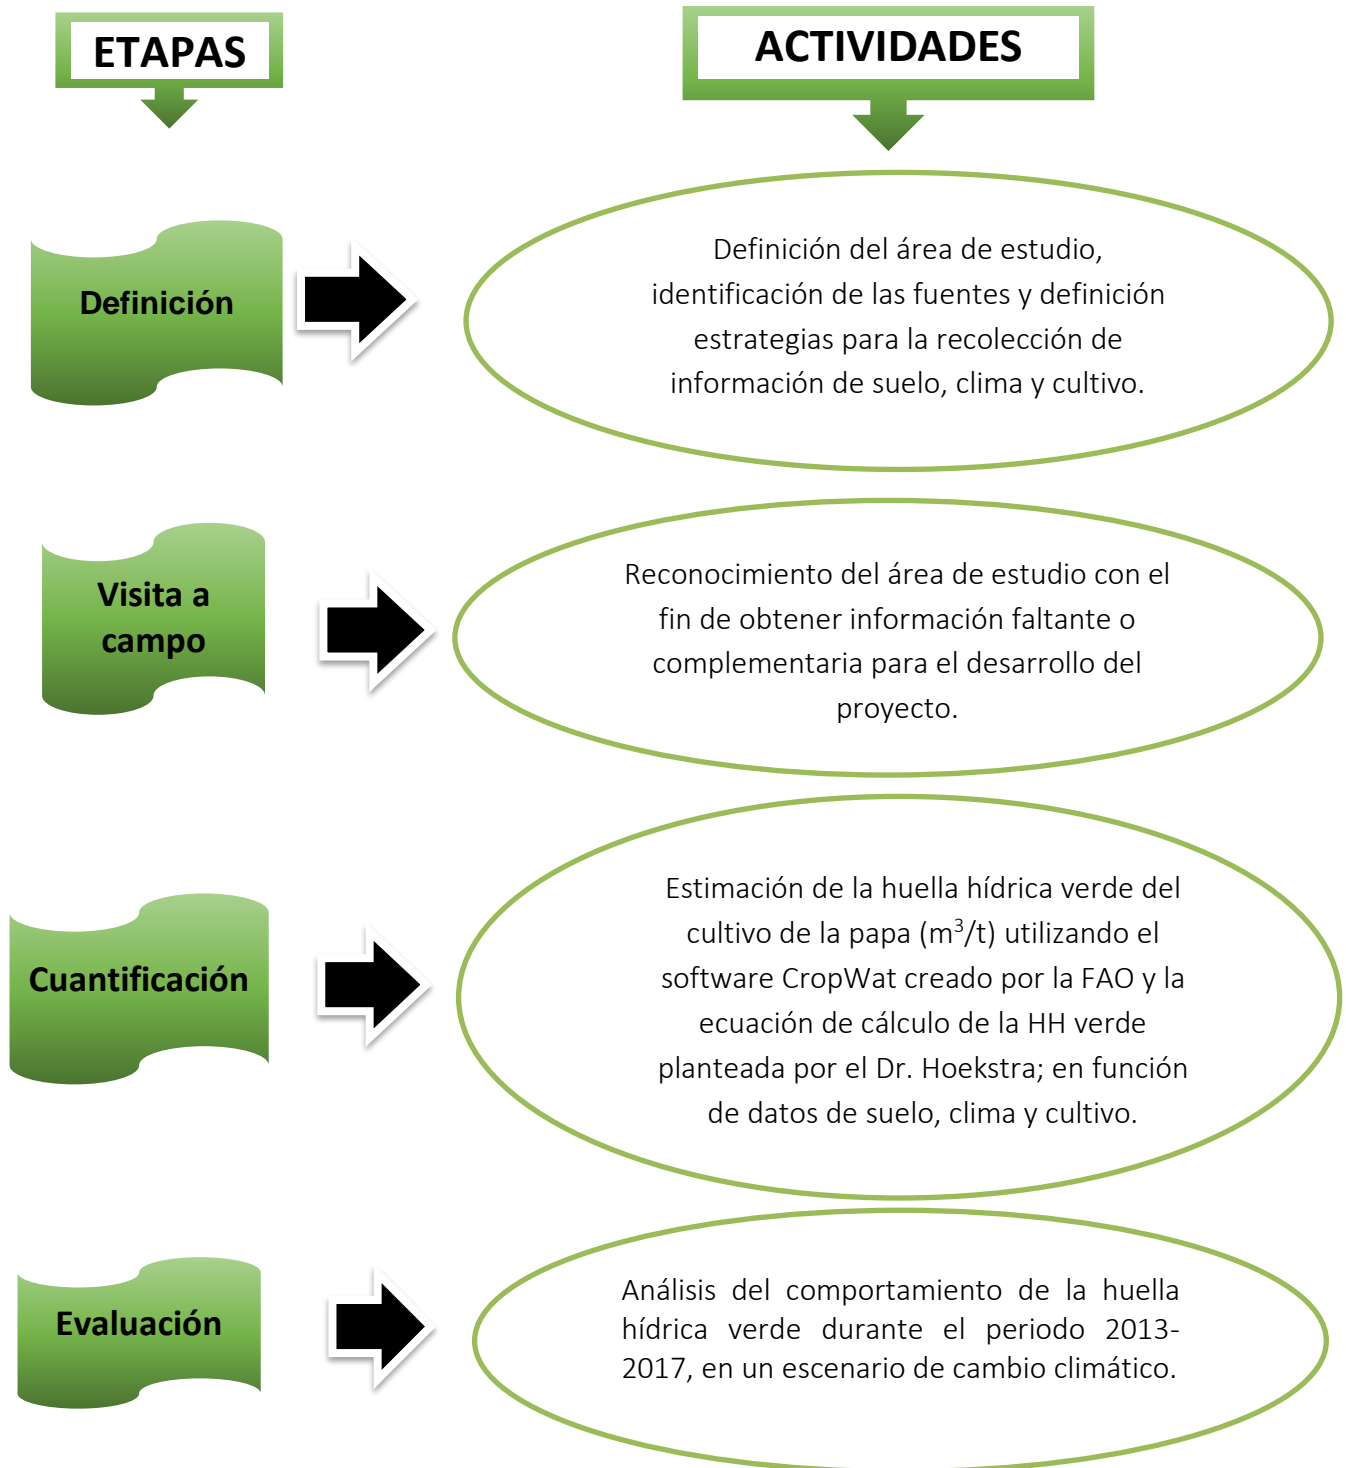 ETAPAS
ACTIVIDADES
Definición
Definición del área de estudio,
identificación de las fuentes y definición
estrategias para la recolección de
información de suelo, clima y cultivo.
Visita a
campo
Reconocimiento del área de estudio con el
fin de obtener información faltante o
complementaria para el desarrollo del
proyecto.
Cuantificación
Estimación de la huella hídrica verde del
cultivo de la papa (m³/t) utilizando el
software CropWat creado por la FAO y la
ecuación de cálculo de la HH verde
planteada por el Dr. Hoekstra; en función
de datos de suelo, clima y cultivo.
Evaluación
Análisis del comportamiento de la huella
hídrica verde durante el periodo 2013-
2017, en un escenario de cambio climático.